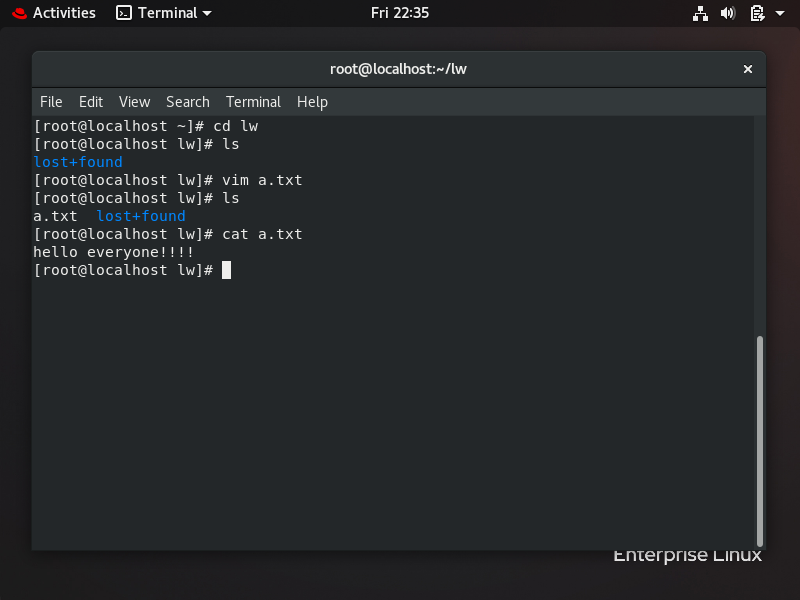 Activities Terminal Fri 22:35
root@localhost:~/lw
File Edit View Search Terminal Help
[root@localhost ~]# cd lw
[root@localhost lw]# ls
lost+found
[root@localhost lw]# vim a.txt
[root@localhost lw]# ls
a.txt  lost+found
[root@localhost lw]# cat a.txt
hello everyone!!!!
[root@localhost lw]#
Enterprise Linux